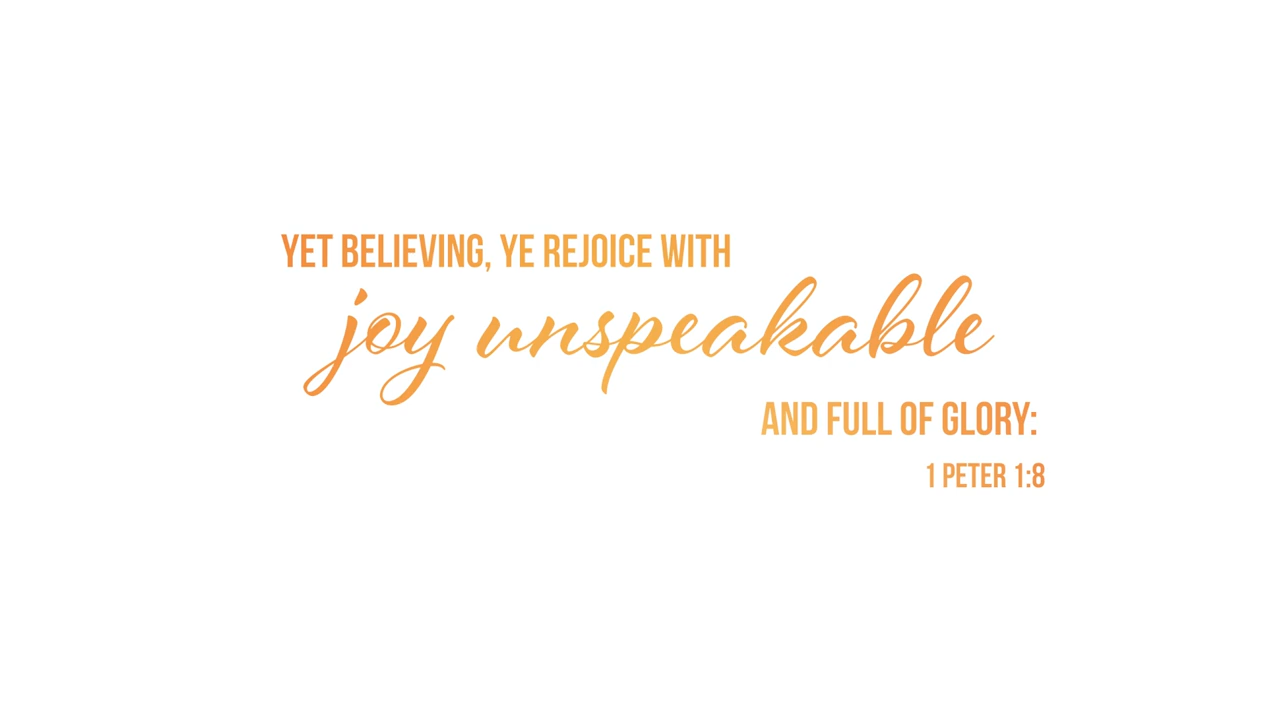 YET BELIEVING, YE REJOICE WITH
joy unspeakable
AND FULL OF GLORY:
1 PETER 1:8